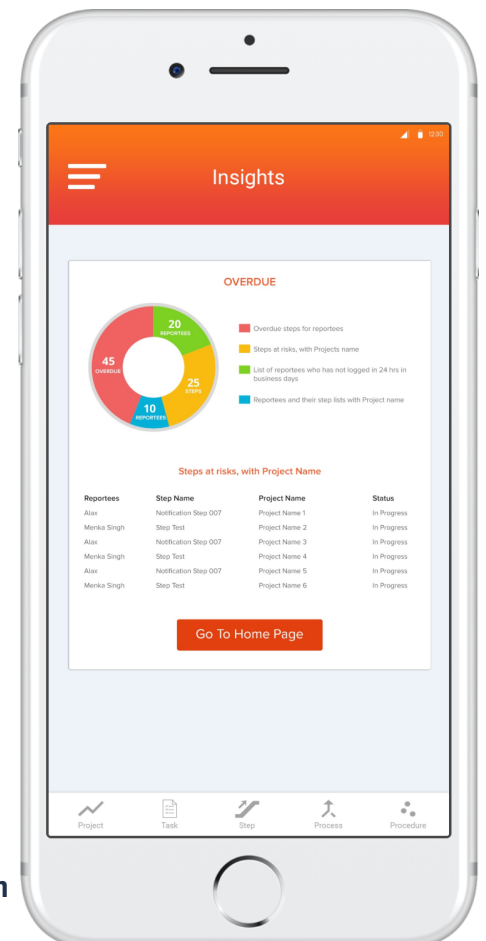 12:30
Insights
OVERDUE
20
REPORTEES
45
OVERDUE
25
STEPS
10
REPORTEES
Overdue steps for reportees
Steps at risks, with Projects name
List of reportees who has not logged in 24 hrs in
business days
Reportees and their step lists with Project name
Steps at risks, with Project Name
Reportees Step Name Project Name Status
Alax Notification Step 007 Project Name 1 In Progress
Menka Singh Step Test Project Name 2 In Progress
Alax Notification Step 007 Project Name 3 In Progress
Menka Singh Step Test Project Name 4 In Progress
Alax Notification Step 007 Project Name 5 In Progress
Menka Singh Step Test Project Name 6 In Progress
Go To Home Page
Project Task Step Process Procedure